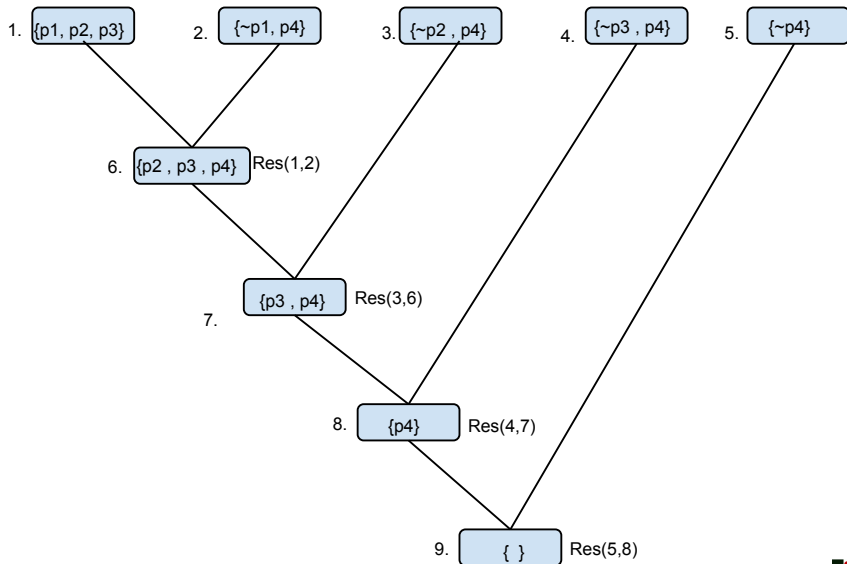 1. {p1, p2, p3} 2. {~p1, p4} 3. {~p2 , p4} 4. {~p3 , p4} 5. {~p4}
6. {p2 , p3 , p4} Res(1,2)
7. {p3 , p4} Res(3,6)
8. {p4} Res(4,7)
9. { } Res(5,8)